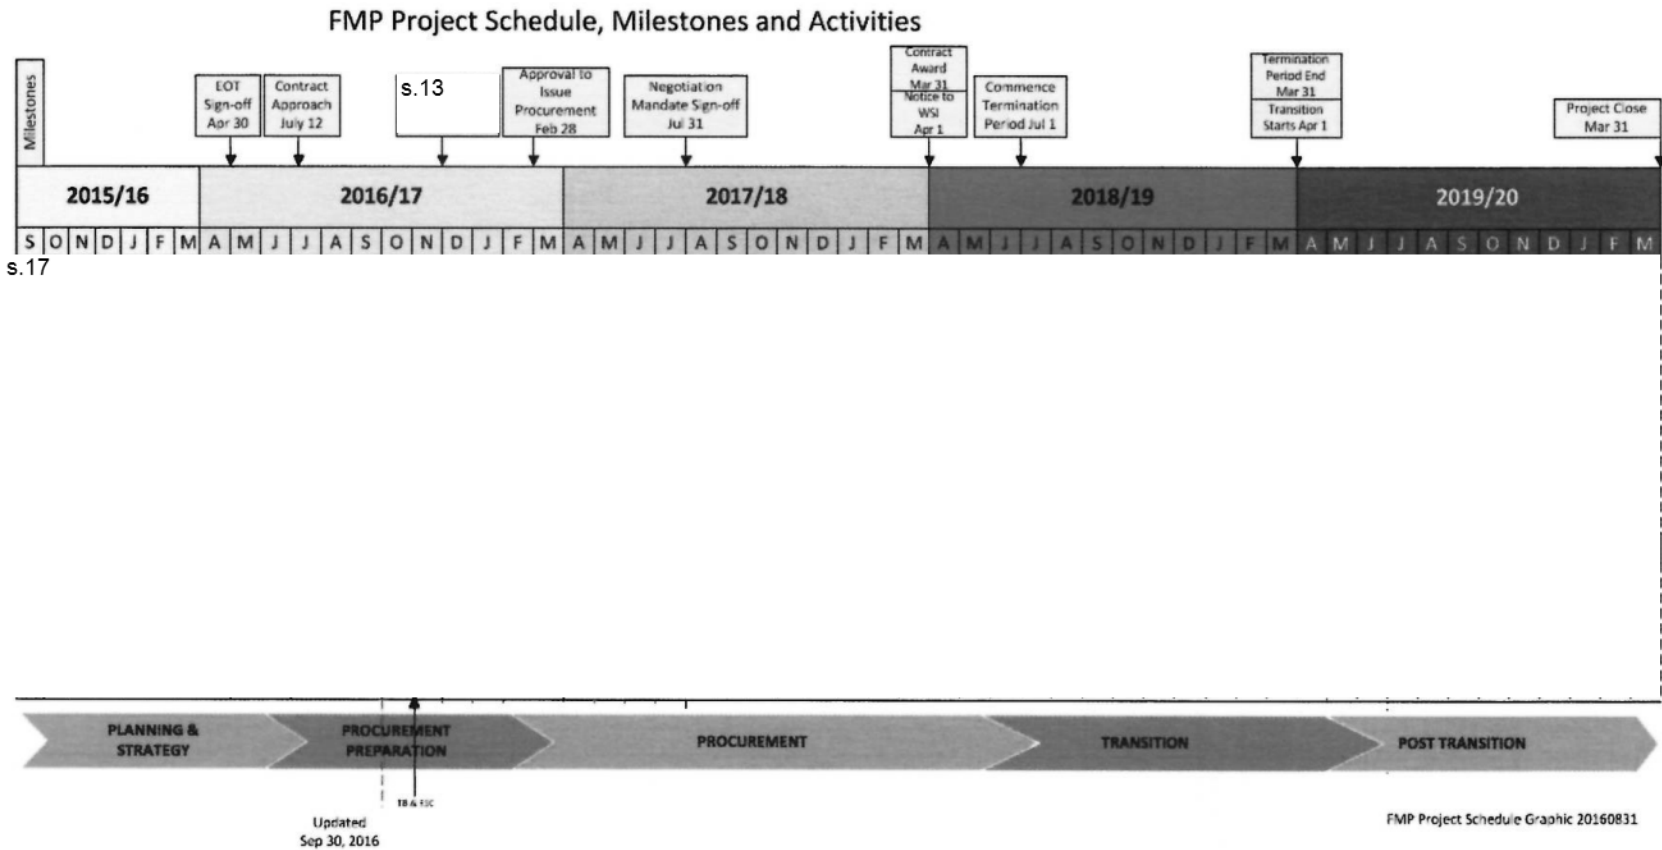 FMP Project Schedule, Milestones and Activities
Milestones
EOT
Sign-off
Apr 30
Contract
Approach
July 12
s.13
Approval to
Issue
Procurement
Feb 28
Negotiation
Mandate Sign-off
Jul 31
Contract
Award
Mar 31
Notice to
WSI
Apr 1
Commence
Termination
Period Jul 1
Termination
Period End
Mar 31
Transition
Starts Apr 1
Project Close
Mar 31
2015/16
2016/17
2017/18
2018/19
2019/20
S O N D J F M A M J J A S O N D J F M A M J J A S O N D J F M A M J J A S O N D J F M A M J J A S O N D J F M
s.17
PLANNING &
STRATEGY
PROCUREMENT
PREPARATION
PROCUREMENT
TRANSITION
POST TRANSITION
TB &
Updated
Sep 30, 2016
FMP Project Schedule Graphic 20160831